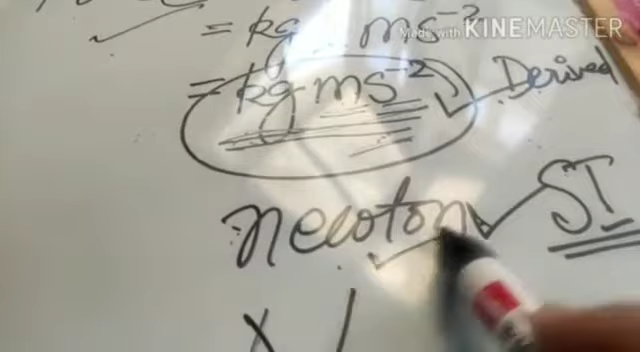 = kg ms⁻²
Made with KINEMASTER
= kg ms⁻² Derived
newton SI